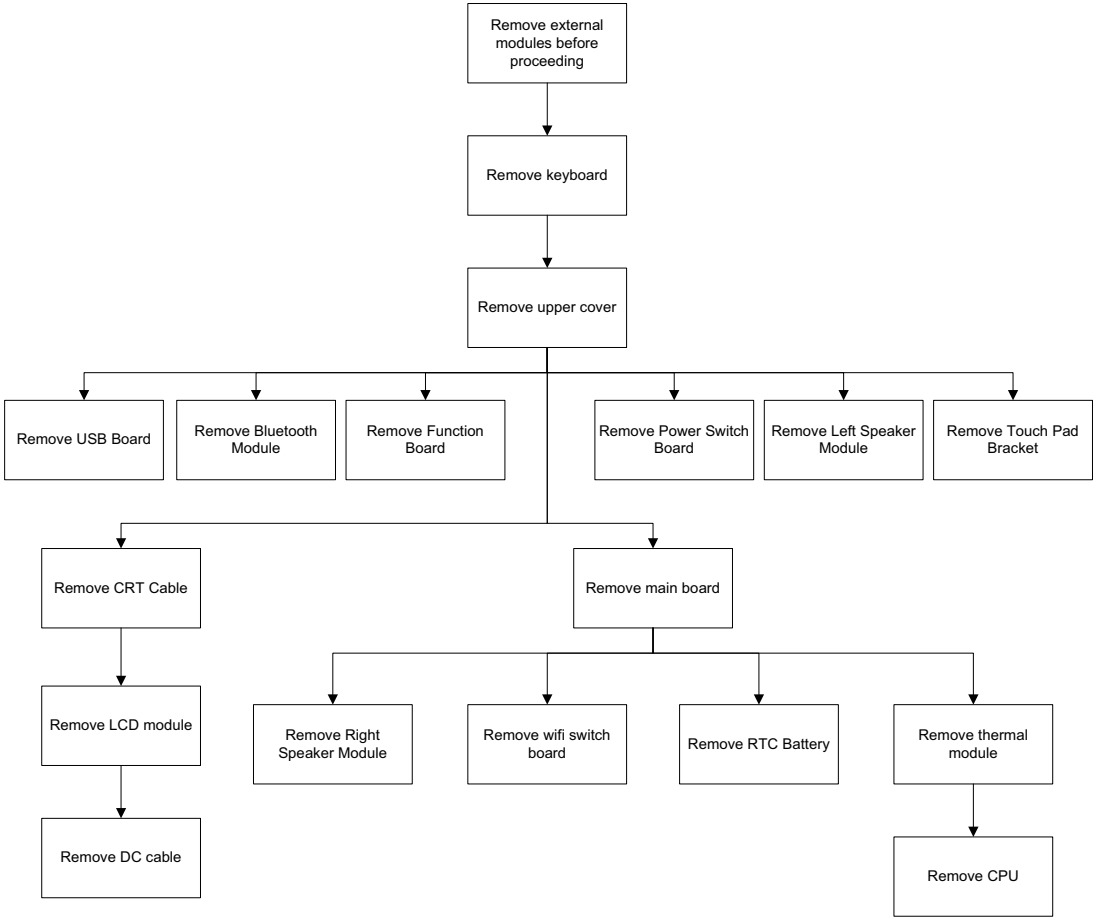 Remove external
modules before
proceeding
Remove keyboard
Remove upper cover
Remove USB Board
Remove Bluetooth
Module
Remove Function
Board
Remove Power Switch
Board
Remove Left Speaker
Module
Remove Touch Pad
Bracket
Remove CRT Cable
Remove main board
Remove LCD module
Remove Right
Speaker Module
Remove wifi switch
board
Remove RTC Battery
Remove thermal
module
Remove DC cable
Remove CPU